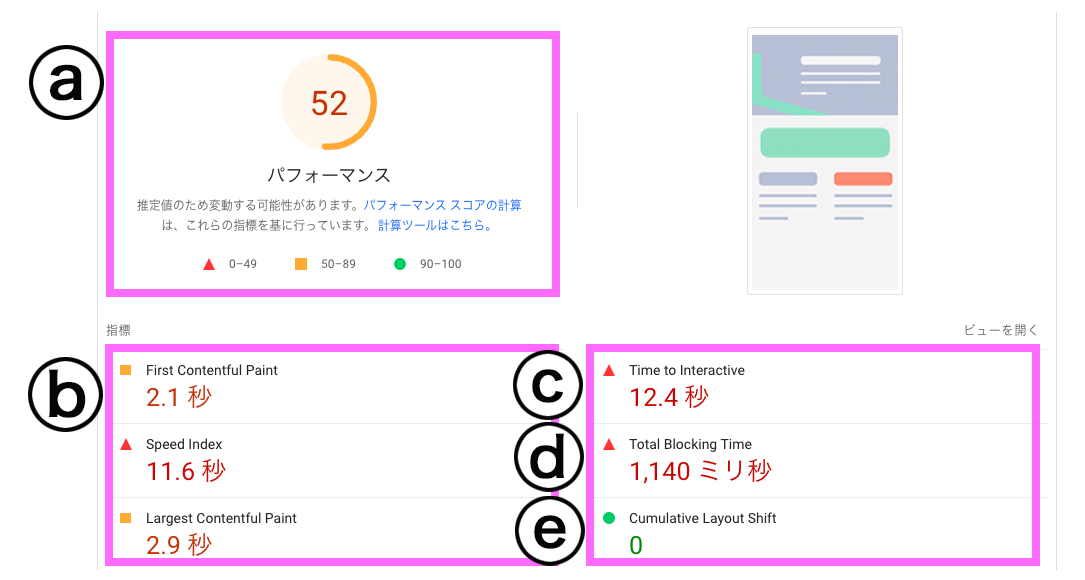 ⓐ
52
パフォーマンス
推定値のため変動する可能性があります。パフォーマンス スコアの計算
は、これらの指標を基に行っています。計算ツールはこちら。
0–49
50–89
90–100
指標
ビューを開く
ⓑ
First Contentful Paint
2.1 秒
Speed Index
11.6 秒
Largest Contentful Paint
2.9 秒
ⓒ
Time to Interactive
12.4 秒
ⓓ
Total Blocking Time
1,140 ミリ秒
ⓔ
Cumulative Layout Shift
0